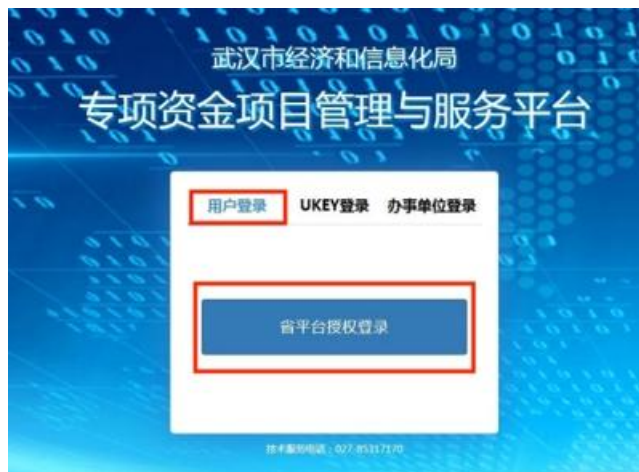 武汉市经济和信息化局
专项资金项目管理与服务平台
用户登录 UKEY登录 办事单位登录
省平台授权登录
技术服务电话：027-85317170